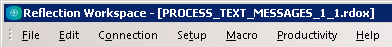 Reflection Workspace - [PROCESS_TEXT_MESSAGES_1_1.rdox]
File Edit Connection Setup Macro Productivity Help